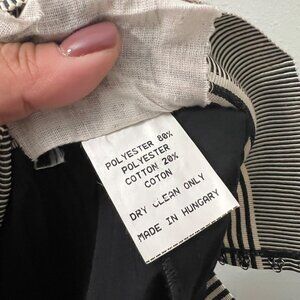 POLYESTER 80%
POLYESTER
COTTON 20%
COTON
DRY CLEAN ONLY
MADE IN HUNGARY